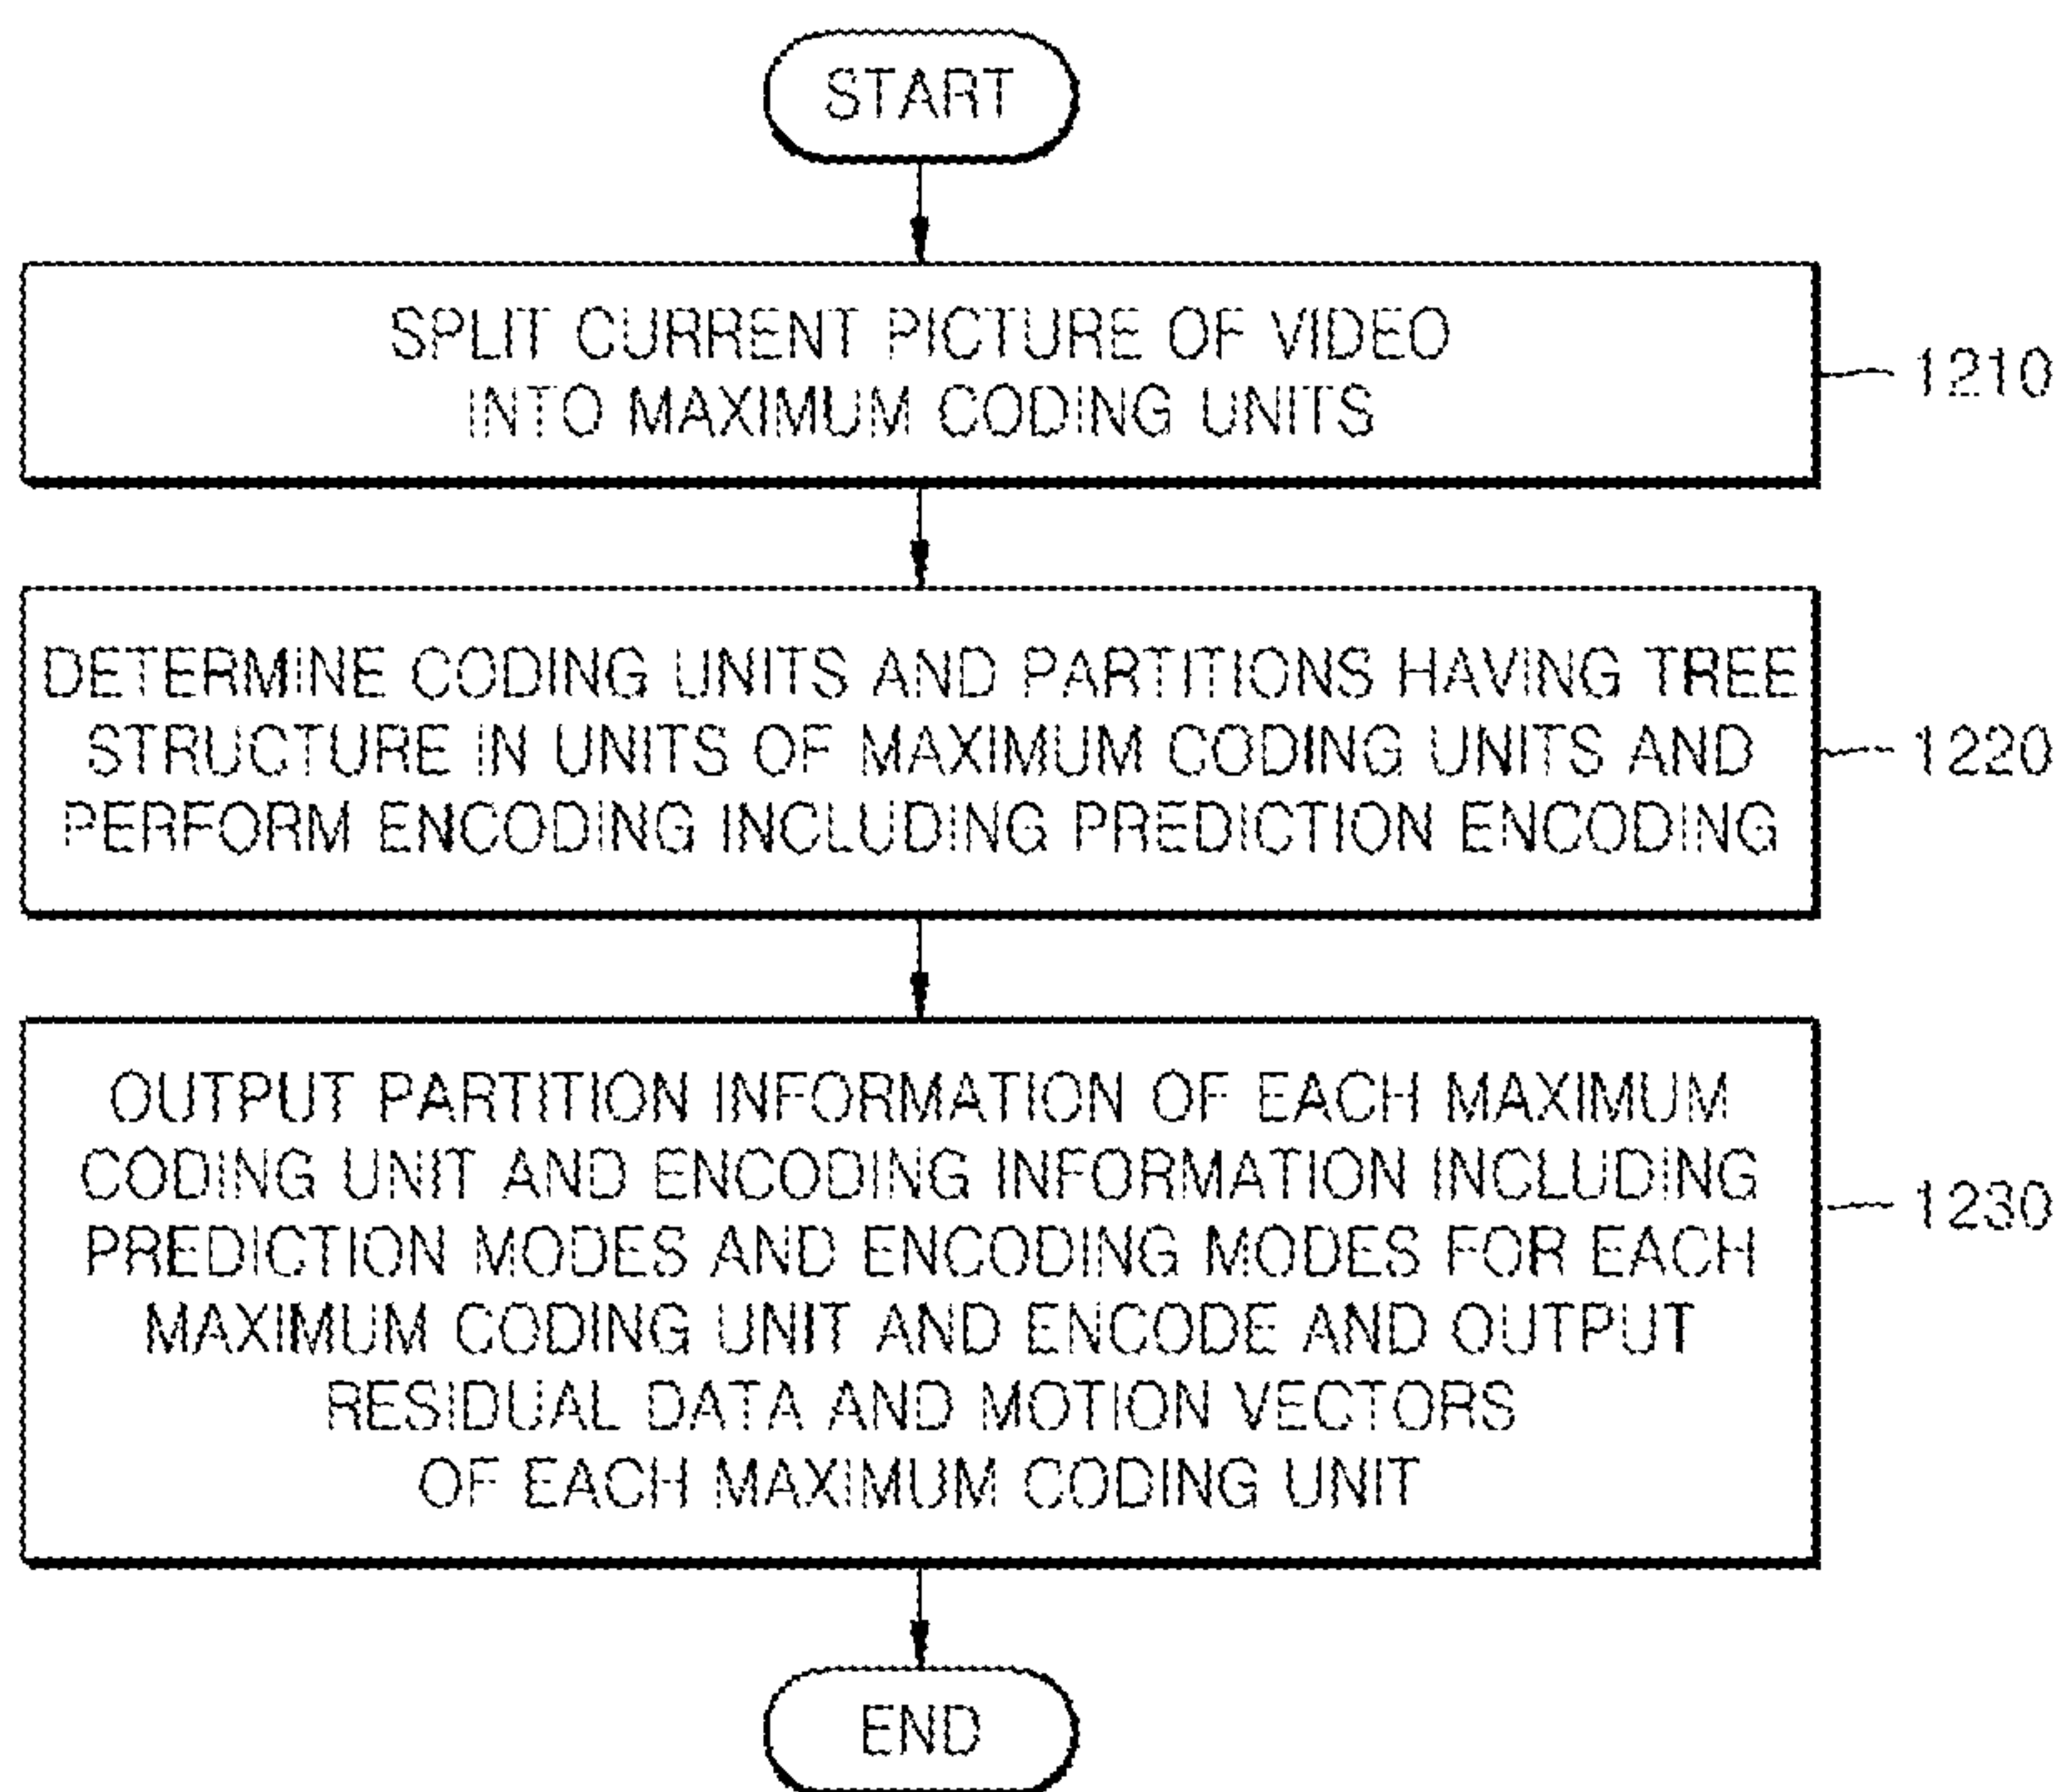 START
SPLIT CURRENT PICTURE OF VIDEO
INTO MAXIMUM CODING UNITS
1210
DETERMINE CODING UNITS AND PARTITIONS HAVING TREE
STRUCTURE IN UNITS OF MAXIMUM CODING UNITS AND
PERFORM ENCODING INCLUDING PREDICTION ENCODING
1220
OUTPUT PARTITION INFORMATION OF EACH MAXIMUM
CODING UNIT AND ENCODING INFORMATION INCLUDING
PREDICTION MODES AND ENCODING MODES FOR EACH
MAXIMUM CODING UNIT AND ENCODE AND OUTPUT
RESIDUAL DATA AND MOTION VECTORS
OF EACH MAXIMUM CODING UNIT
1230
END